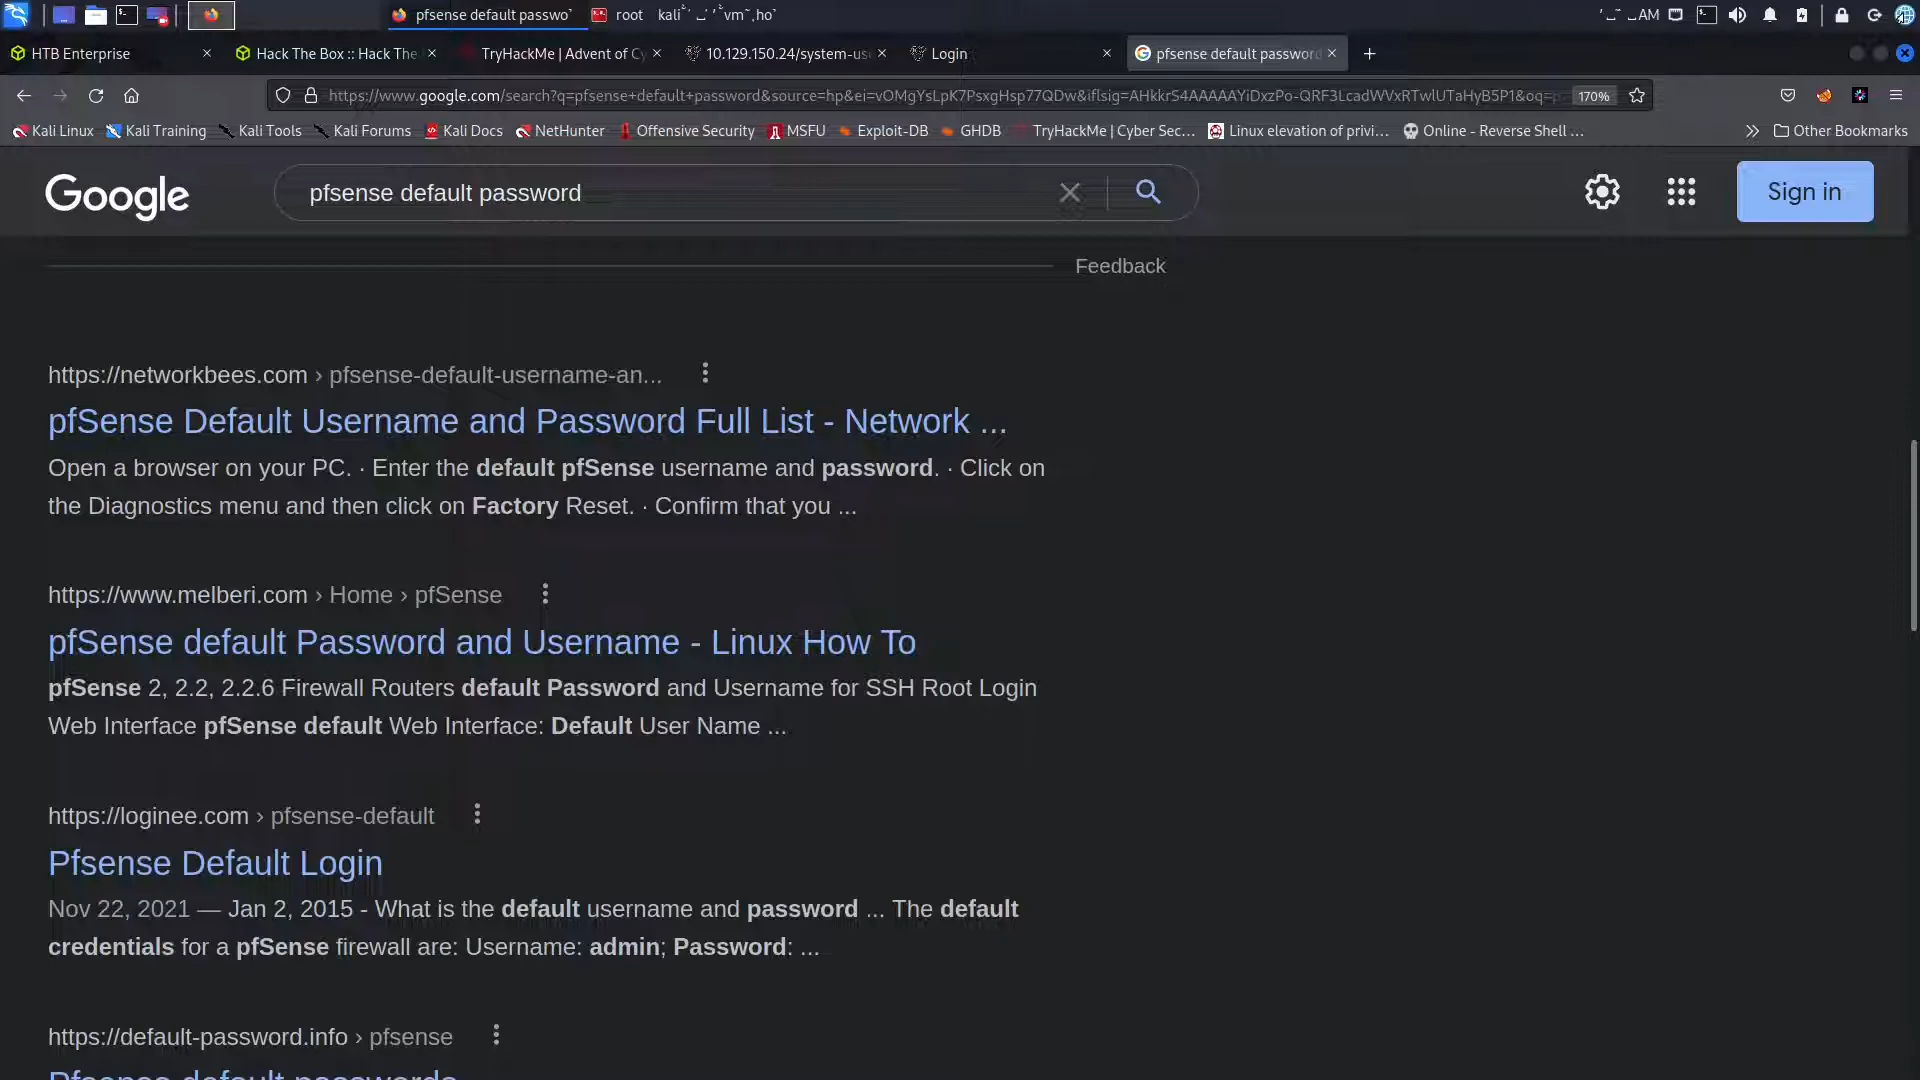 pfsense default passwo
root
kali
vm
AM
HTB Enterprise
Hack The Box :: Hack The
TryHackMe | Advent of Cy
10.129.150.24/system-us
Login
pfsense default password
https://www.google.com/search?q=pfsense+default+password&source=hp&ei=vOMgYsLpK7PsxgHsp77QDw&iflsig=AHkkrS4AAAAAYiDxzPo-QRF3LcadWVxRTwlUTaHyB5P1&oq=p
170%
Kali Linux
Kali Training
Kali Tools
Kali Forums
Kali Docs
NetHunter
Offensive Security
MSFU
Exploit-DB
GHDB
TryHackMe | Cyber Sec...
Linux elevation of privi...
Online - Reverse Shell ...
Other Bookmarks
Google
pfsense default password
Sign in
Feedback
https://networkbees.com › pfsense-default-username-an...
pfSense Default Username and Password Full List - Network ...
Open a browser on your PC. · Enter the default pfSense username and password. · Click on
the Diagnostics menu and then click on Factory Reset. · Confirm that you ...
https://www.melberi.com › Home › pfSense
pfSense default Password and Username - Linux How To
pfSense 2, 2.2, 2.2.6 Firewall Routers default Password and Username for SSH Root Login
Web Interface pfSense default Web Interface: Default User Name ...
https://loginee.com › pfsense-default
Pfsense Default Login
Nov 22, 2021 — Jan 2, 2015 - What is the default username and password ... The default
credentials for a pfSense firewall are: Username: admin; Password: ...
https://default-password.info › pfsense
Pfsense default passwords